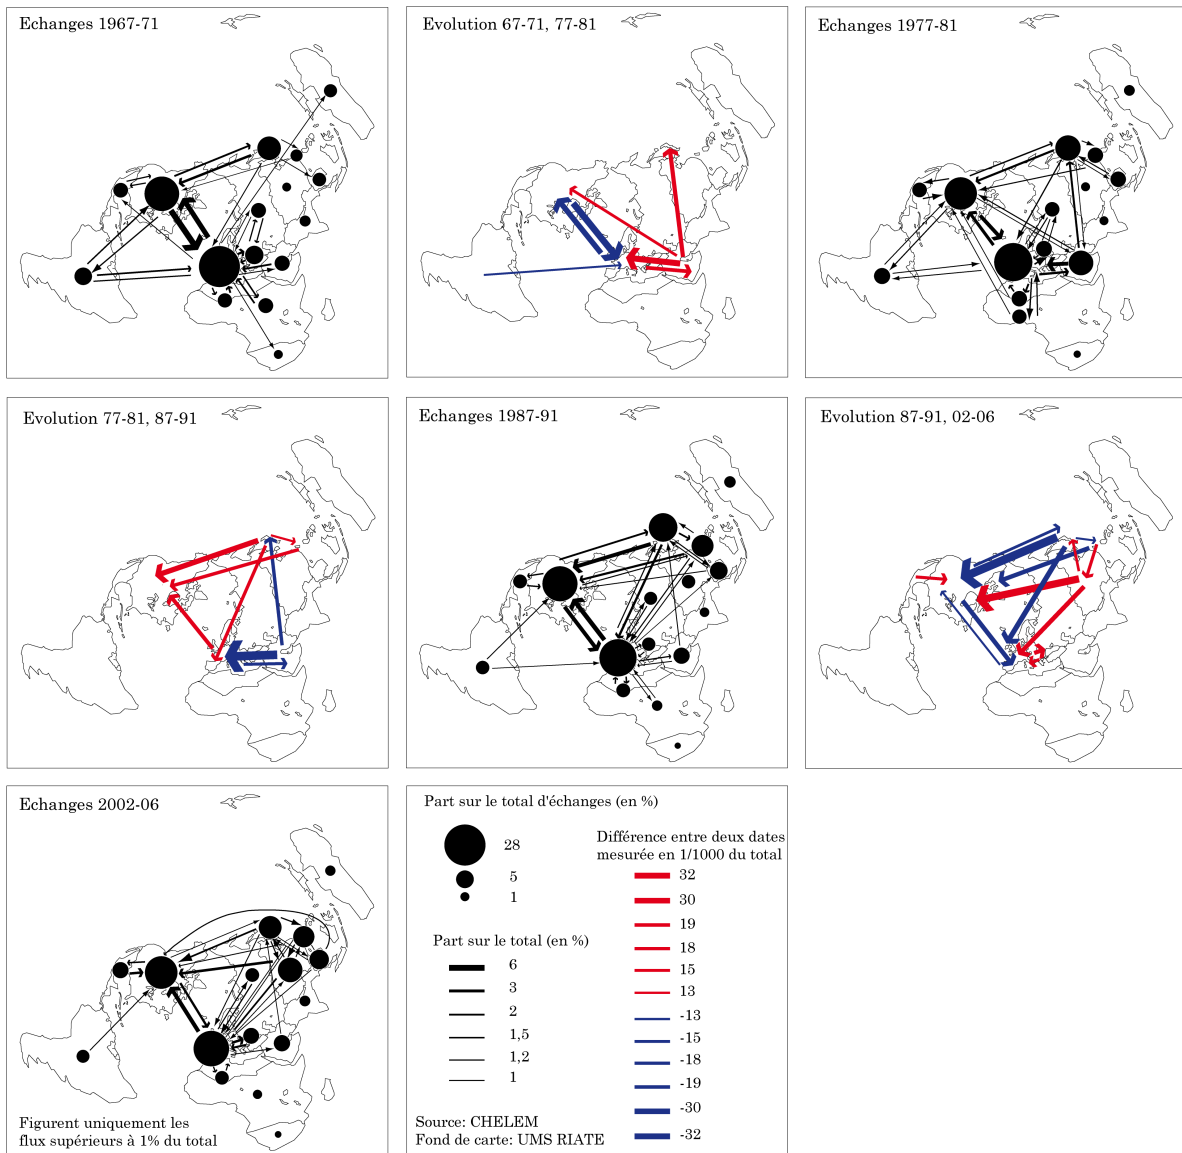 Echanges 1967-71
Evolution 67-71, 77-81
Echanges 1977-81
Evolution 77-81, 87-91
Echanges 1987-91
Evolution 87-91, 02-06
Echanges 2002-06
Figurent uniquement les
flux supérieurs à 1% du total
Part sur le total d'échanges (en %)
28
5
1
Part sur le total (en %)
6
3
2
1,5
1,2
1
Différence entre deux dates
mesurée en 1/1000 du total
32
30
19
18
15
13
-13
-15
-18
-19
-30
-32
Source: CHELEM
Fond de carte: UMS RIATE